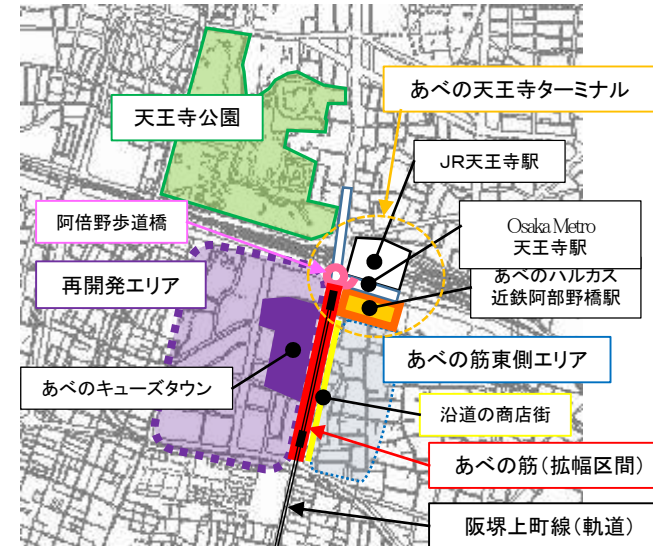 あべの天王寺ターミナル
天王寺公園
JR天王寺駅
阿倍野歩道橋
Osaka Metro
天王寺駅
再開発エリア
あべのハルカス
近鉄阿部野橋駅
あべの筋東側エリア
あべのキューズタウン
沿道の商店街
あべの筋(拡幅区間)
阪堺上町線(軌道)